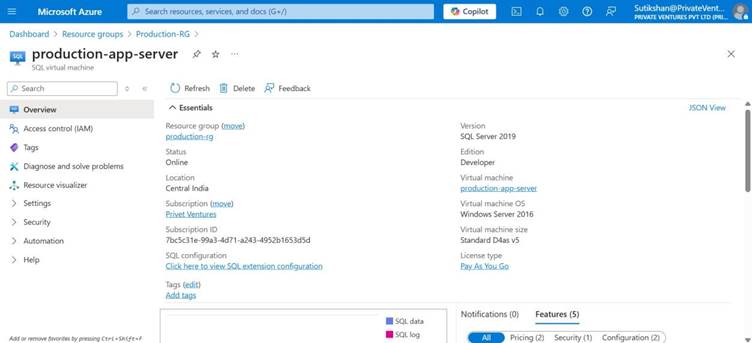 Microsoft Azure
Search resources, services, and docs (G+/)
Copilot
Sutikshan@PrivateVent...
PRIVATE VENTURES PVT LTD (PRI...
Dashboard > Resource groups > Production-RG >
SQL
production-app-server
SQL virtual machine
Search
Overview
Access control (IAM)
Tags
Diagnose and solve problems
Resource visualizer
Settings
Security
Automation
Help
Add or remove favorites by pressing Ctrl+Shift+F
Refresh
Delete
Feedback
Essentials
JSON View
Resource group (move)
production-rg
Status
Online
Location
Central India
Subscription (move)
Privet Ventures
Subscription ID
7bc5c31e-99a3-4d71-a243-4952b1653d5d
SQL configuration
Click here to view SQL extension configuration
Tags (edit)
Add tags
Version
SQL Server 2019
Edition
Developer
Virtual machine
production-app-server
Virtual machine OS
Windows Server 2016
Virtual machine size
Standard D4as v5
License type
Pay As You Go
SQL data
SQL log
Notifications (0)
Features (5)
All
Pricing (2)
Security (1)
Configuration (2)